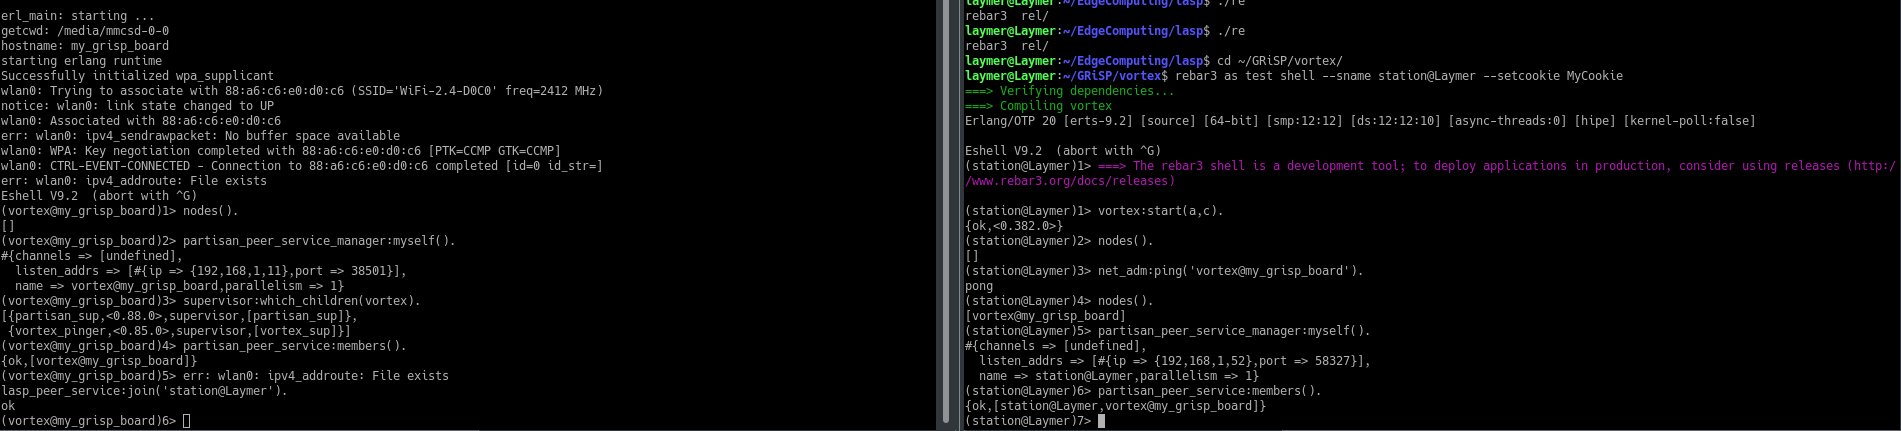 erl_main: starting ...
getcwd: /media/mmcsd-0-0
hostname: my_grisp_board
starting erlang runtime
Successfully initialized wpa_supplicant
wlan0: Trying to associate with 88:a6:c6:e0:d0:c6 (SSID='WiFi-2.4-D0C0' freq=2412 MHz)
notice: wlan0: link state changed to UP
wlan0: Associated with 88:a6:c6:e0:d0:c6
err: wlan0: ipv4_sendrawpacket: No buffer space available
wlan0: WPA: Key negotiation completed with 88:a6:c6:e0:d0:c6 [PTK=CCMP GTK=CCMP]
wlan0: CTRL-EVENT-CONNECTED - Connection to 88:a6:c6:e0:d0:c6 completed [id=0 id_str=]
err: wlan0: ipv4_addroute: File exists
Eshell V9.2  (abort with ^G)
(vortex@my_grisp_board)1> nodes().
[]
(vortex@my_grisp_board)2> partisan_peer_service_manager:myself().
#{channels => [undefined],
  listen_addrs => [#{ip => {192,168,1,11},port => 38501}],
  name => vortex@my_grisp_board,parallelism => 1}
(vortex@my_grisp_board)3> supervisor:which_children(vortex).
[{partisan_sup,<0.88.0>,supervisor,[partisan_sup]},
 {vortex_pinger,<0.85.0>,supervisor,[vortex_sup]}]
(vortex@my_grisp_board)4> partisan_peer_service:members().
{ok,[vortex@my_grisp_board]}
(vortex@my_grisp_board)5> err: wlan0: ipv4_addroute: File exists
lasp_peer_service:join('station@Laymer').
ok
(vortex@my_grisp_board)6>
laymer@Laymer:~/EdgeComputing/lasp$ ./re
rebar3  rel/
laymer@Laymer:~/EdgeComputing/lasp$ ./re
rebar3  rel/
laymer@Laymer:~/EdgeComputing/lasp$ cd ~/GRiSP/vortex/
laymer@Laymer:~/GRiSP/vortex$ rebar3 as test shell --sname station@Laymer --setcookie MyCookie
===> Verifying dependencies...
===> Compiling vortex
Erlang/OTP 20 [erts-9.2] [source] [64-bit] [smp:12:12] [ds:12:12:10] [async-threads:0] [hipe] [kernel-poll:false]
Eshell V9.2  (abort with ^G)
(station@Laymer)1> ===> The rebar3 shell is a development tool; to deploy applications in production, consider using releases (http:/
/www.rebar3.org/docs/releases)
(station@Laymer)1> vortex:start(a,c).
{ok,<0.382.0>}
(station@Laymer)2> nodes().
[]
(station@Laymer)3> net_adm:ping('vortex@my_grisp_board').
pong
(station@Laymer)4> nodes().
[vortex@my_grisp_board]
(station@Laymer)5> partisan_peer_service_manager:myself().
#{channels => [undefined],
  listen_addrs => [#{ip => {192,168,1,52},port => 58327}],
  name => station@Laymer,parallelism => 1}
(station@Laymer)6> partisan_peer_service:members().
{ok,[station@Laymer,vortex@my_grisp_board]}
(station@Laymer)7>